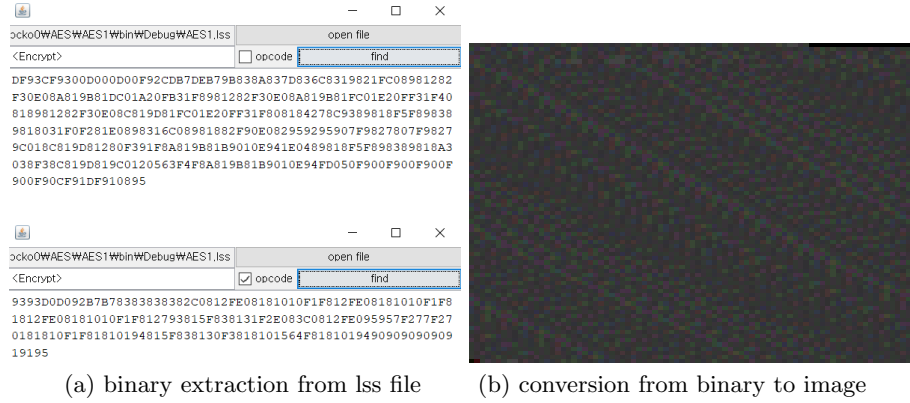 ocko0₩AES₩AES1₩bin₩Debug₩AES1,lss open file
<Encrypt> opcode find
DF93CF9300D000D00F92CDB7DEB79B838A837D836C8319821FC08981282
F30E08A819B81DC01A20FB31F8981282F30E08A819B81FC01E20FF31F40
818981282F30E08C819D81FC01E20FF31F808184278C9389818F5F89838
9818031F0F281E0898316C08981882F90E082959295907F9827807F9827
9C018C819D81280F391F8A819B81B9010E941E0489818F5F898389818A3
038F38C819D819C0120563F4F8A819B81B9010E94FD050F900F900F900F
900F90CF91DF910895
ocko0₩AES₩AES1₩bin₩Debug₩AES1,lss open file
<Encrypt> opcode find
9393D0D092B7B78383838382C0812FE08181010F1F812FE08181010F1F8
1812FE08181010F1F812793815F838131F2E083C0812FE095957F277F27
0181810F1F81810194815F838130F3818101564F81810194909090909
19195
(a) binary extraction from lss file (b) conversion from binary to image